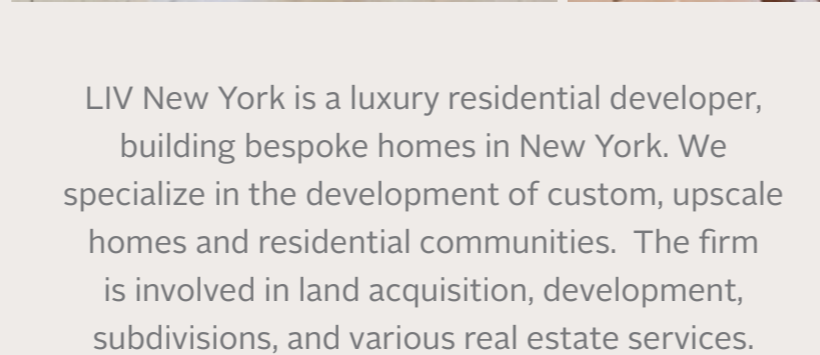 LIV New York is a luxury residential developer,
building bespoke homes in New York. We
specialize in the development of custom, upscale
homes and residential communities.  The firm
is involved in land acquisition, development,
subdivisions, and various real estate services.